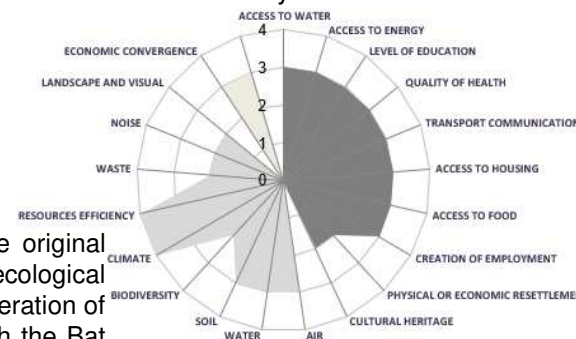 ACCESS TO WATER
ACCESS TO ENERGY
LEVEL OF EDUCATION
QUALITY OF HEALTH
TRANSPORT COMMUNICATION
ACCESS TO HOUSING
ACCESS TO FOOD
CREATION OF EMPLOYMENT
PHYSICAL OR ECONOMIC RESETTLEME
CULTURAL HERITAGE
AIR
WATER
SOIL
BIODIVERSITY
CLIMATE
RESOURCES EFFICIENCY
WASTE
NOISE
LANDSCAPE AND VISUAL
ECONOMIC CONVERGENCE
4
3
2
1
0
e original
ecological
eration of
h the Bat